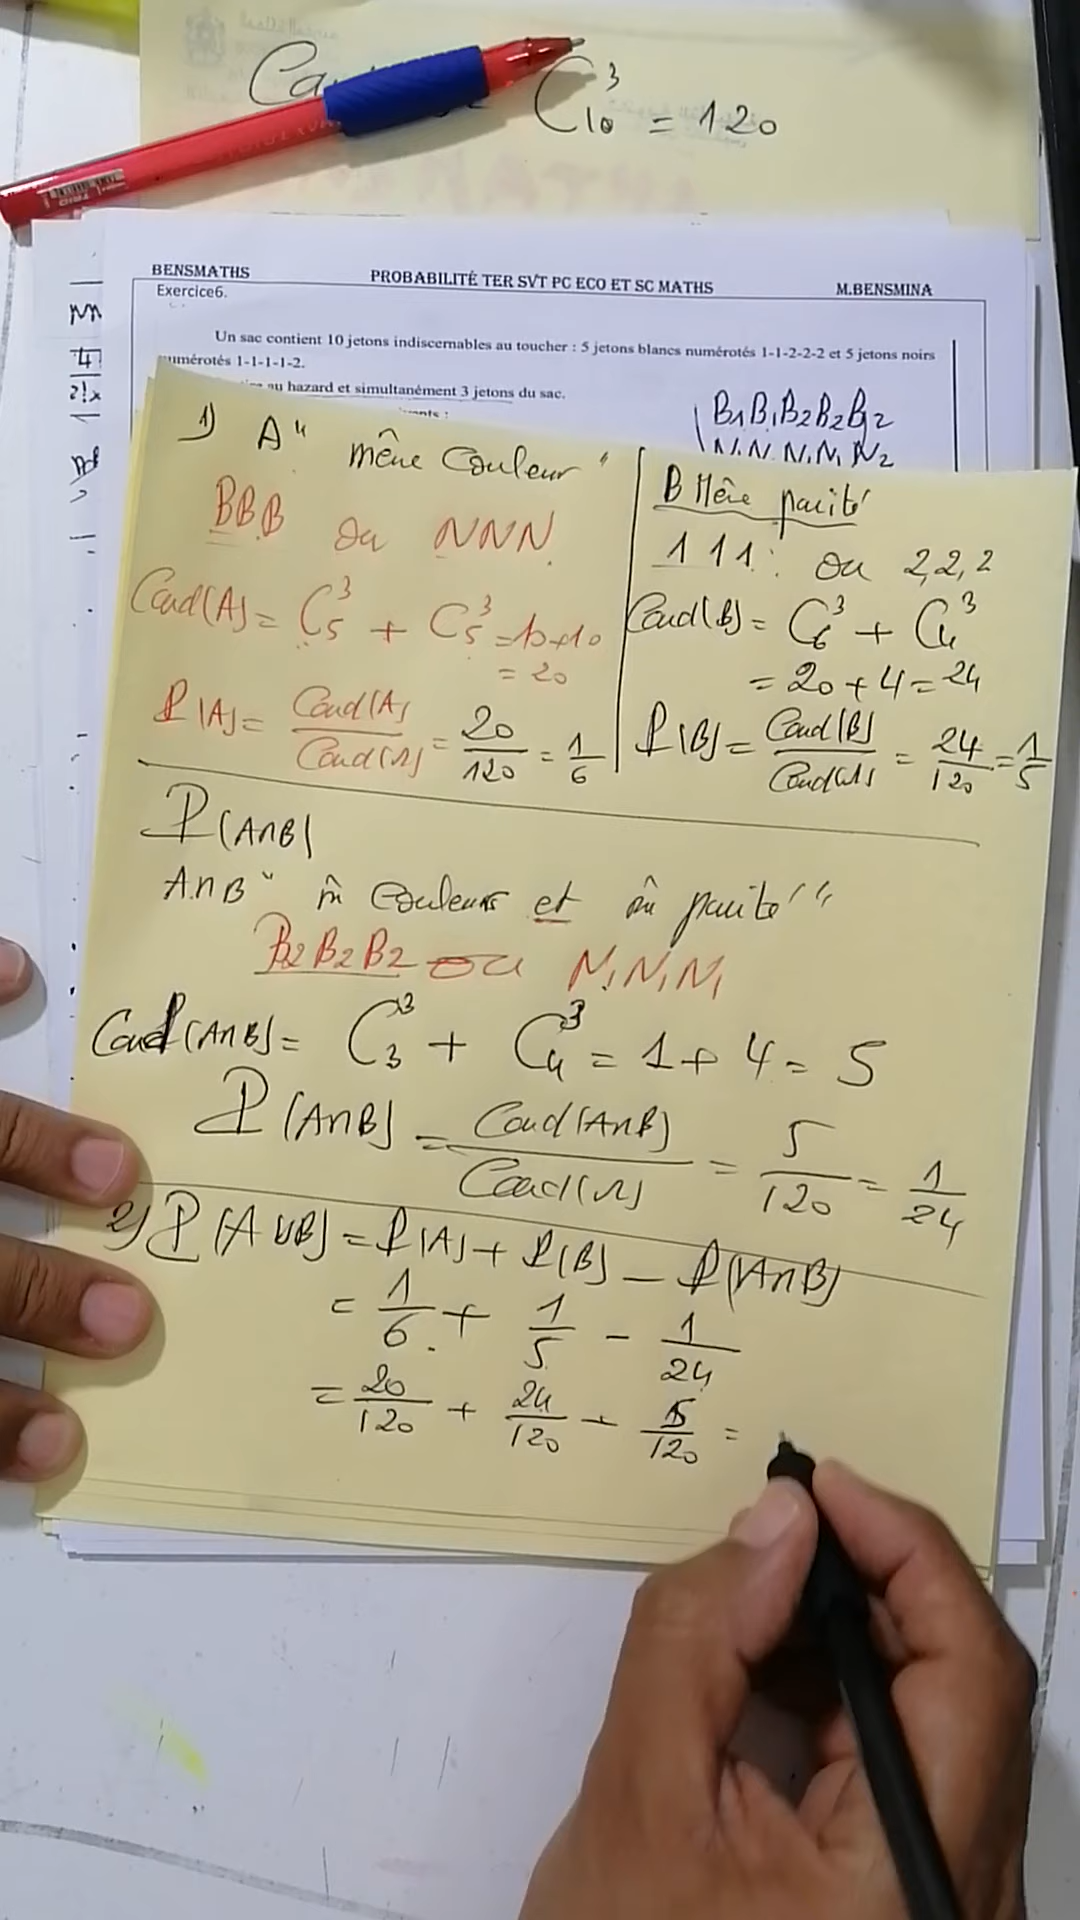 C₁₀³ = 120
BENSMATHS PROBABILITÉ TER SVT PC ECO ET SC MATHS M.BENSMINA
Exercice6.
Un sac contient 10 jetons indiscernables au toucher : 5 jetons blancs numérotés 1-1-2-2-2 et 5 jetons noirs
numérotés 1-1-1-1-2.
au hazard et simultanément 3 jetons du sac.
B1B1B2B2B2
N1N1N1N1N2
1) A" même Couleur"
BBB ou NNN
Card(A) = C₅³ + C₅³ = 10+10
= 20
P(A) = Card(A)/Card(Ω) = 20/120 = 1/6
B Même parité
1 1 1 ou 2,2,2
Card(B) = C₆³ + C₄³
= 20 + 4 = 24
P(B) = Card(B)/Card(Ω) = 24/120 = 1/5
P(A∩B)
A∩B " m̂ couleurs et m̂ parité"
B2B2B2 ou N1N1N1
Card(A∩B) = C₃³ + C₄³ = 1 + 4 = 5
P(A∩B) = Card(A∩B)/Card(Ω) = 5/120 = 1/24
2) P(A∪B) = P(A) + P(B) − P(A∩B)
= 1/6 + 1/5 − 1/24
= 20/120 + 24/120 − 5/120 =